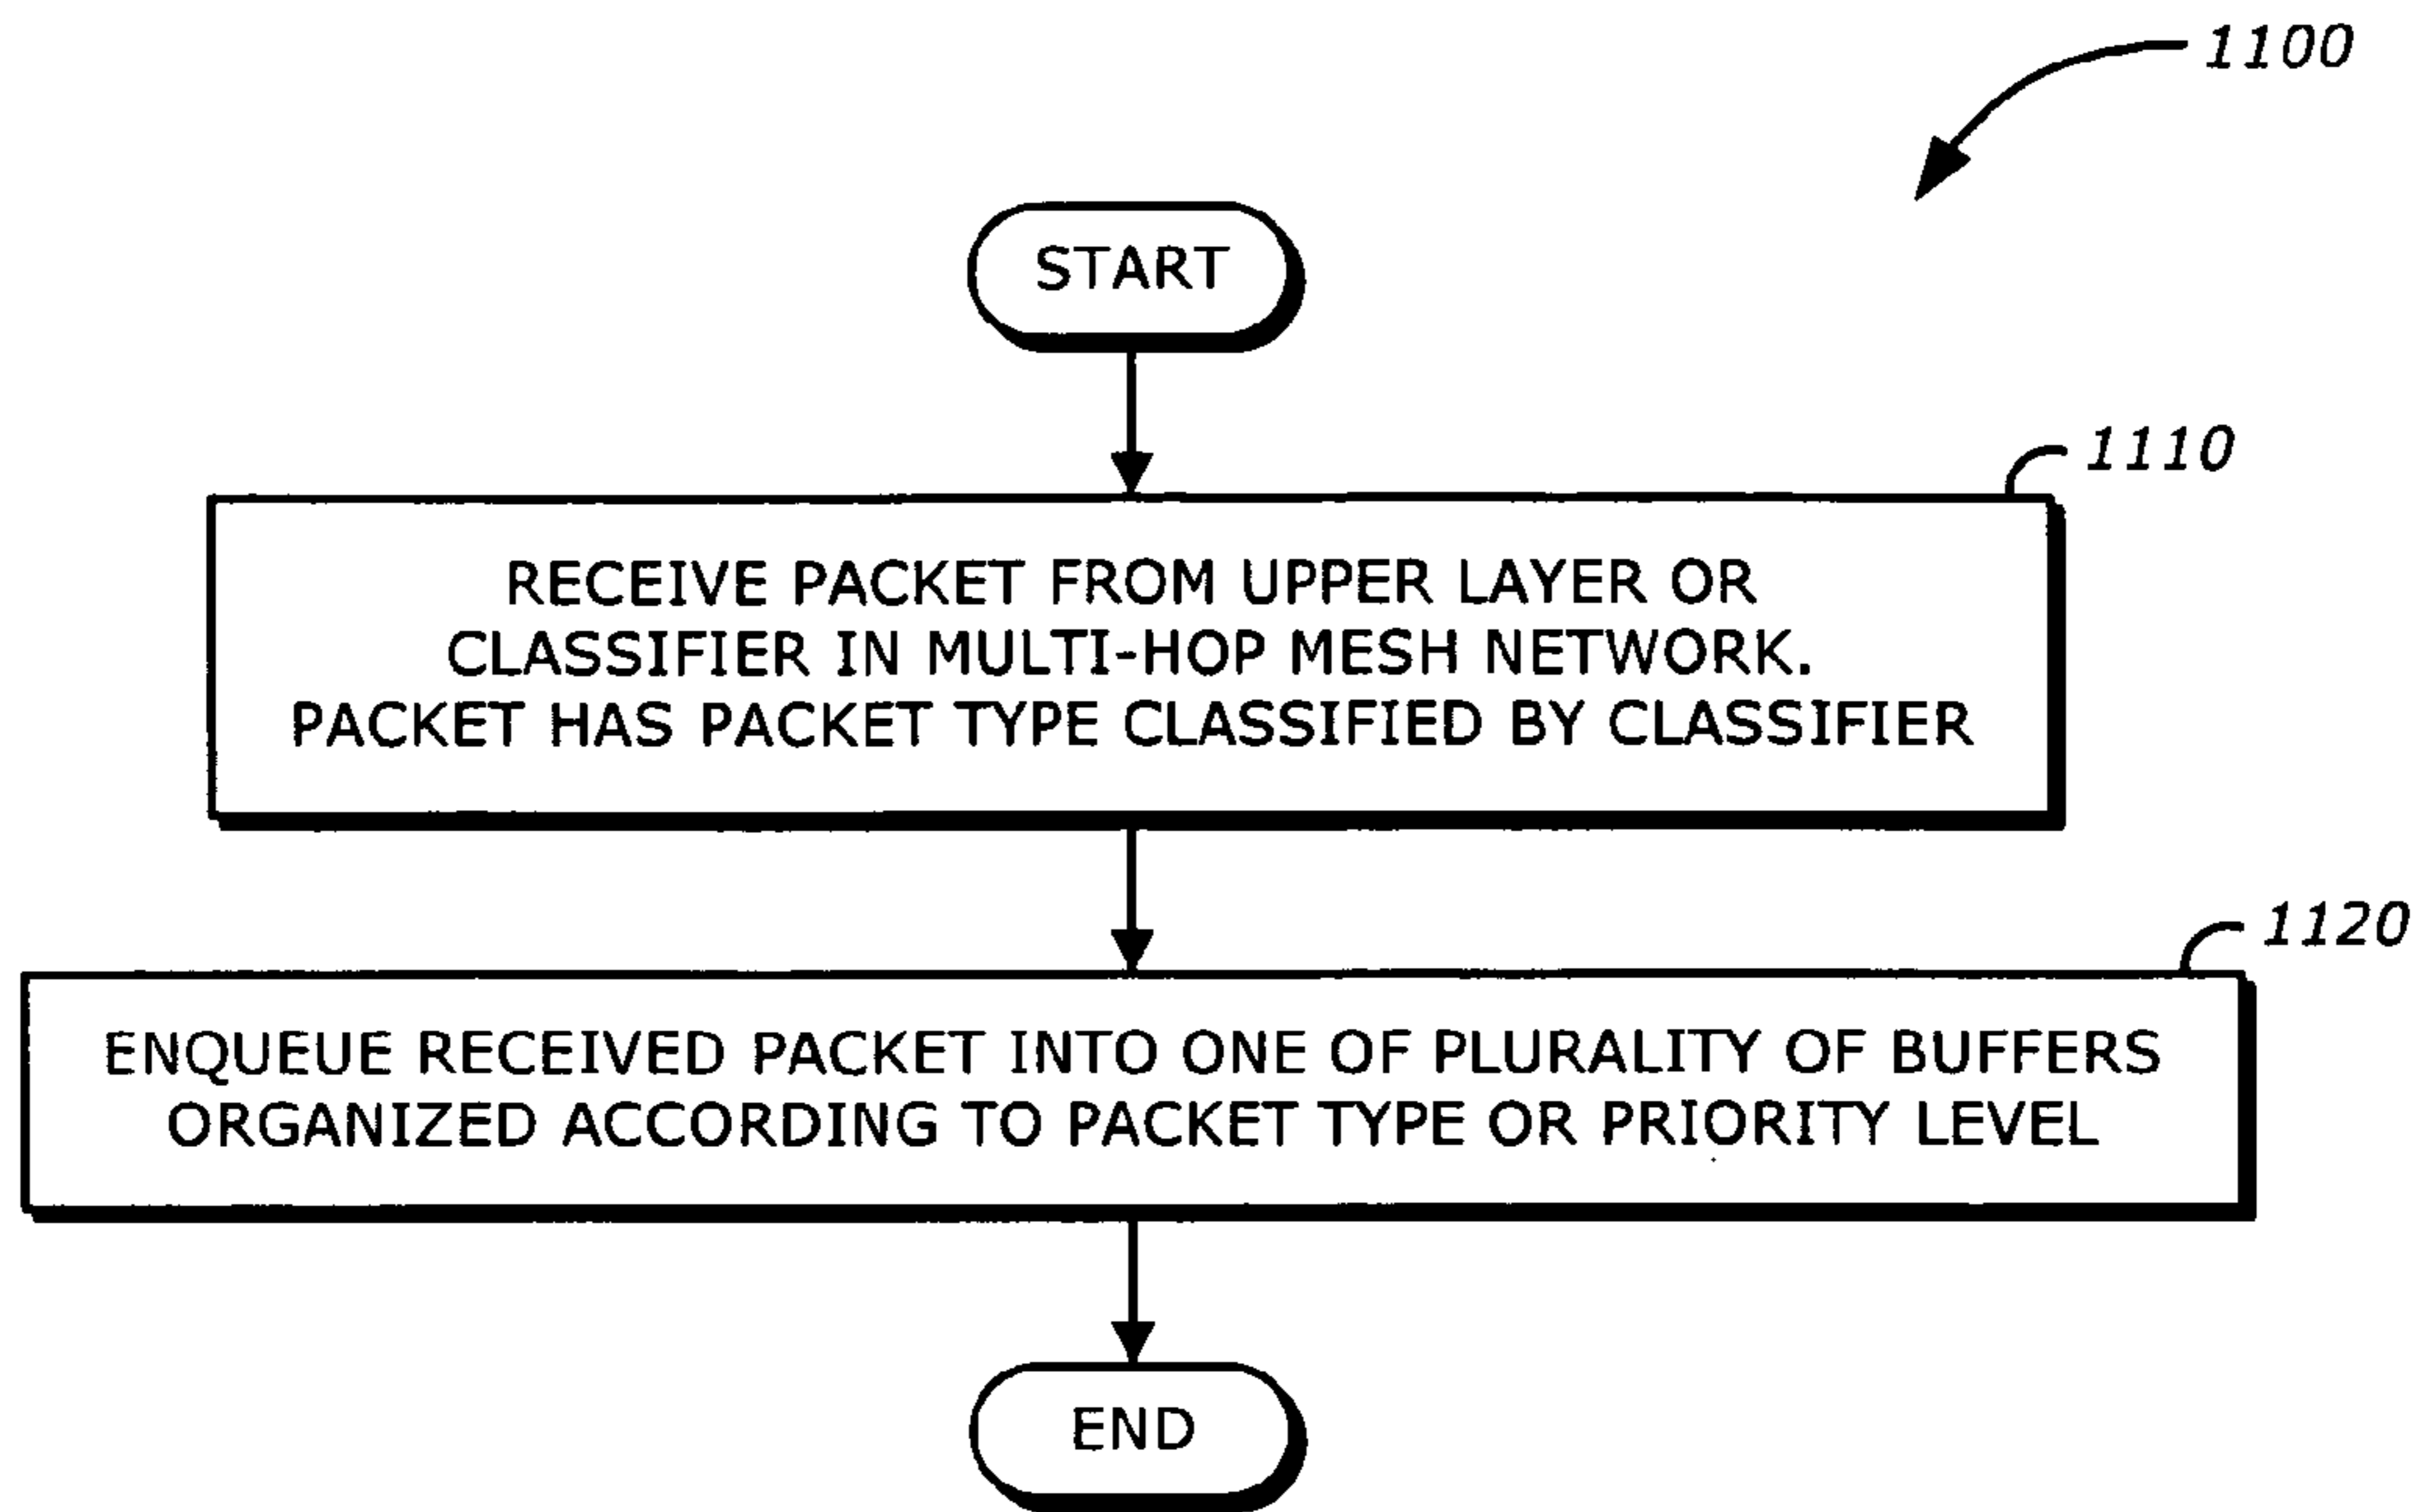 1100
START
1110
RECEIVE PACKET FROM UPPER LAYER OR
CLASSIFIER IN MULTI-HOP MESH NETWORK.
PACKET HAS PACKET TYPE CLASSIFIED BY CLASSIFIER
1120
ENQUEUE RECEIVED PACKET INTO ONE OF PLURALITY OF BUFFERS
ORGANIZED ACCORDING TO PACKET TYPE OR PRIORITY LEVEL
END